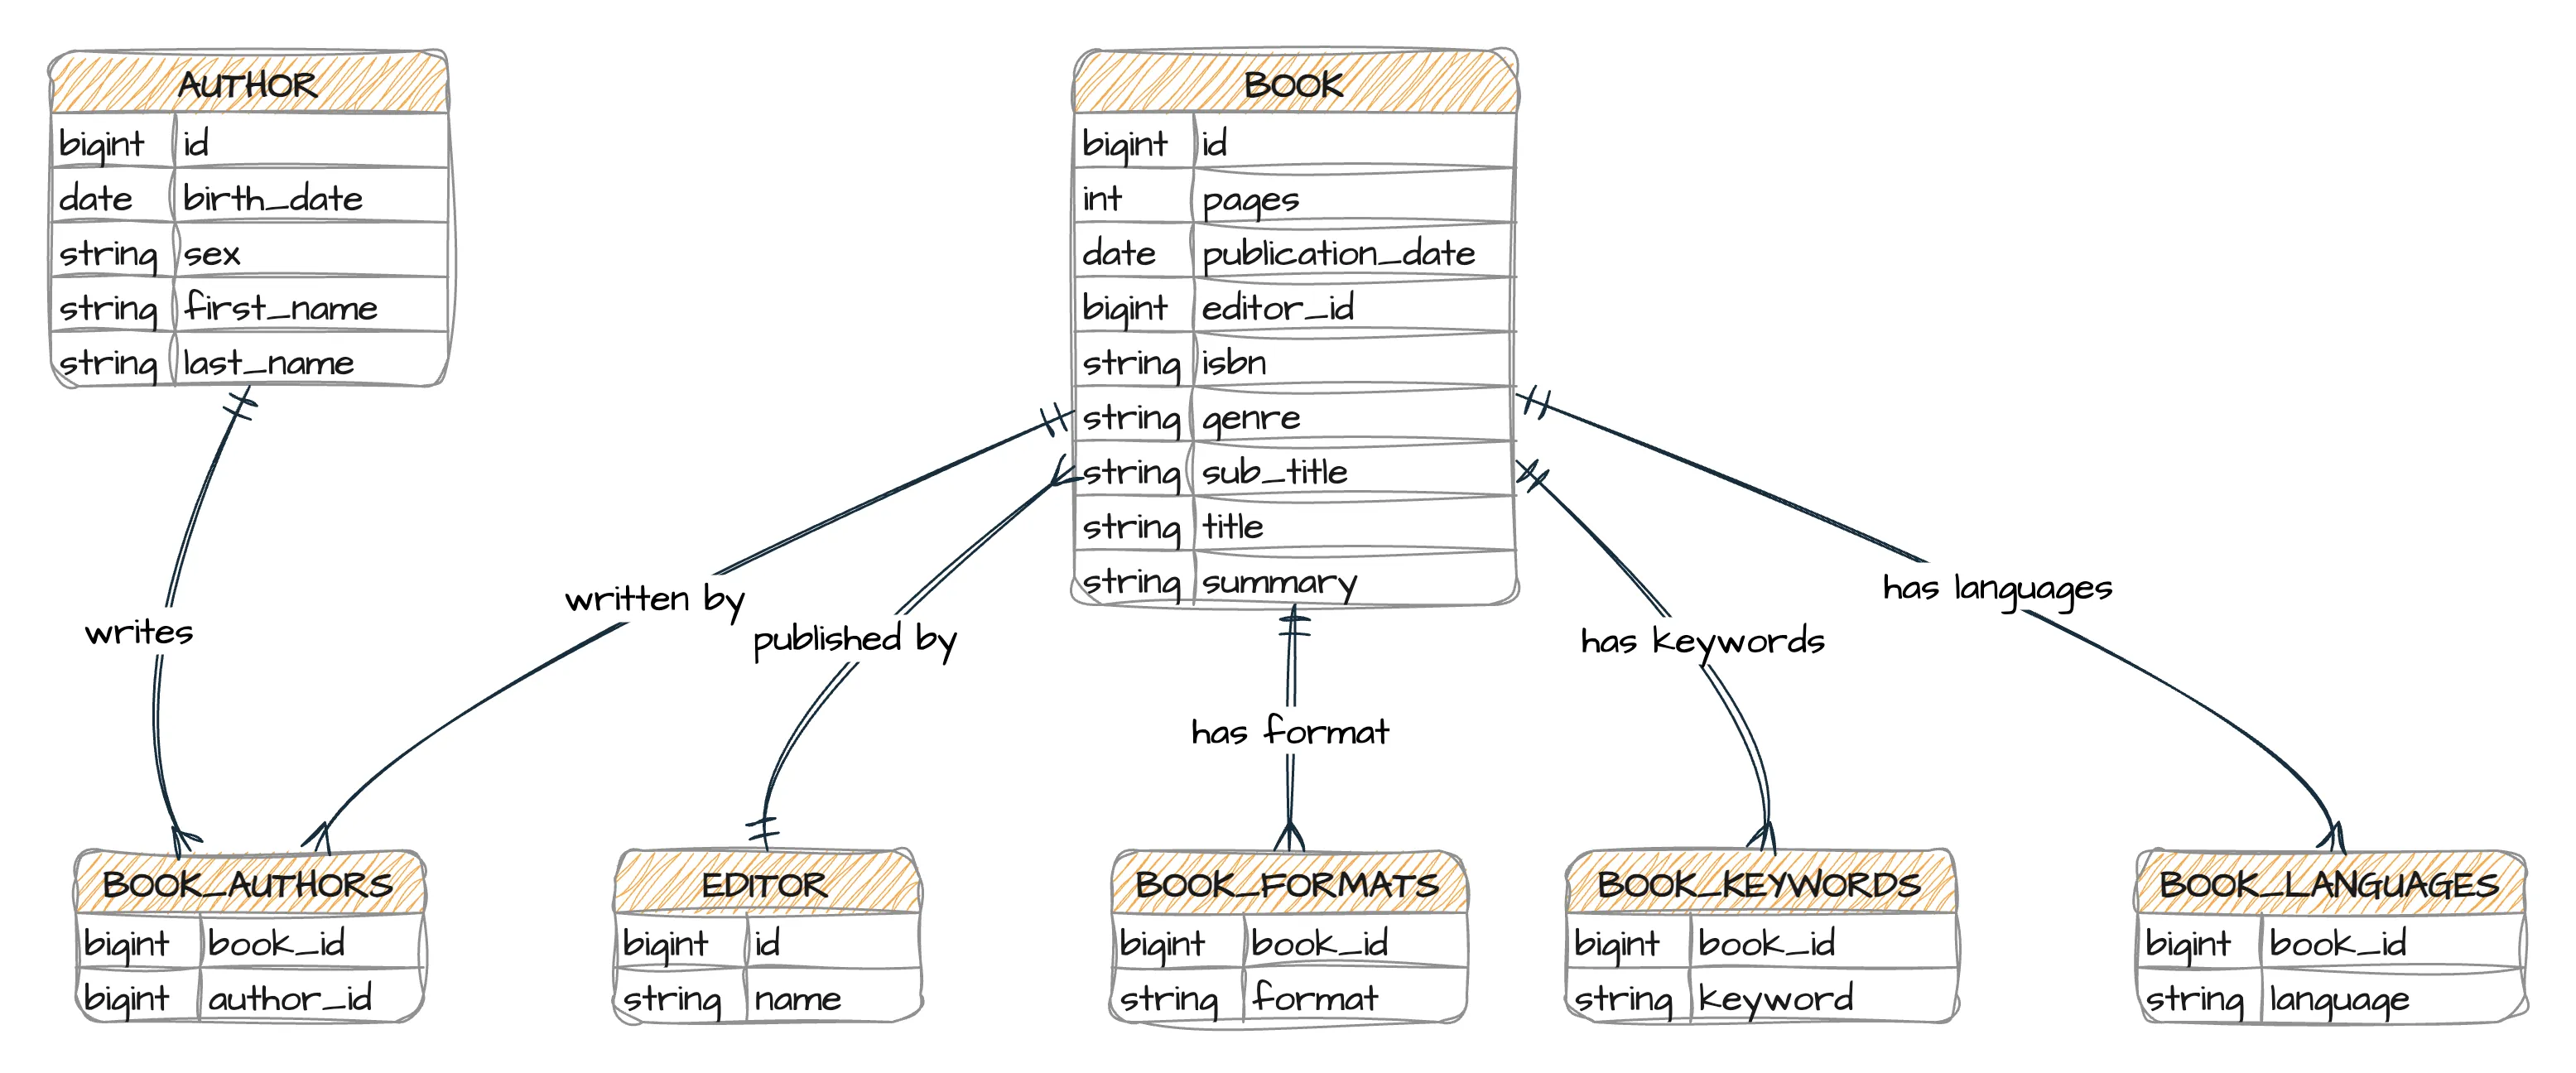 AUTHOR
bigint id
date birth_date
string sex
string first_name
string last_name
BOOK
bigint id
int pages
date publication_date
bigint editor_id
string isbn
string genre
string sub_title
string title
string summary
writes
written by
published by
has format
has keywords
has languages
BOOK_AUTHORS
bigint book_id
bigint author_id
EDITOR
bigint id
string name
BOOK_FORMATS
bigint book_id
string format
BOOK_KEYWORDS
bigint book_id
string keyword
BOOK_LANGUAGES
bigint book_id
string language